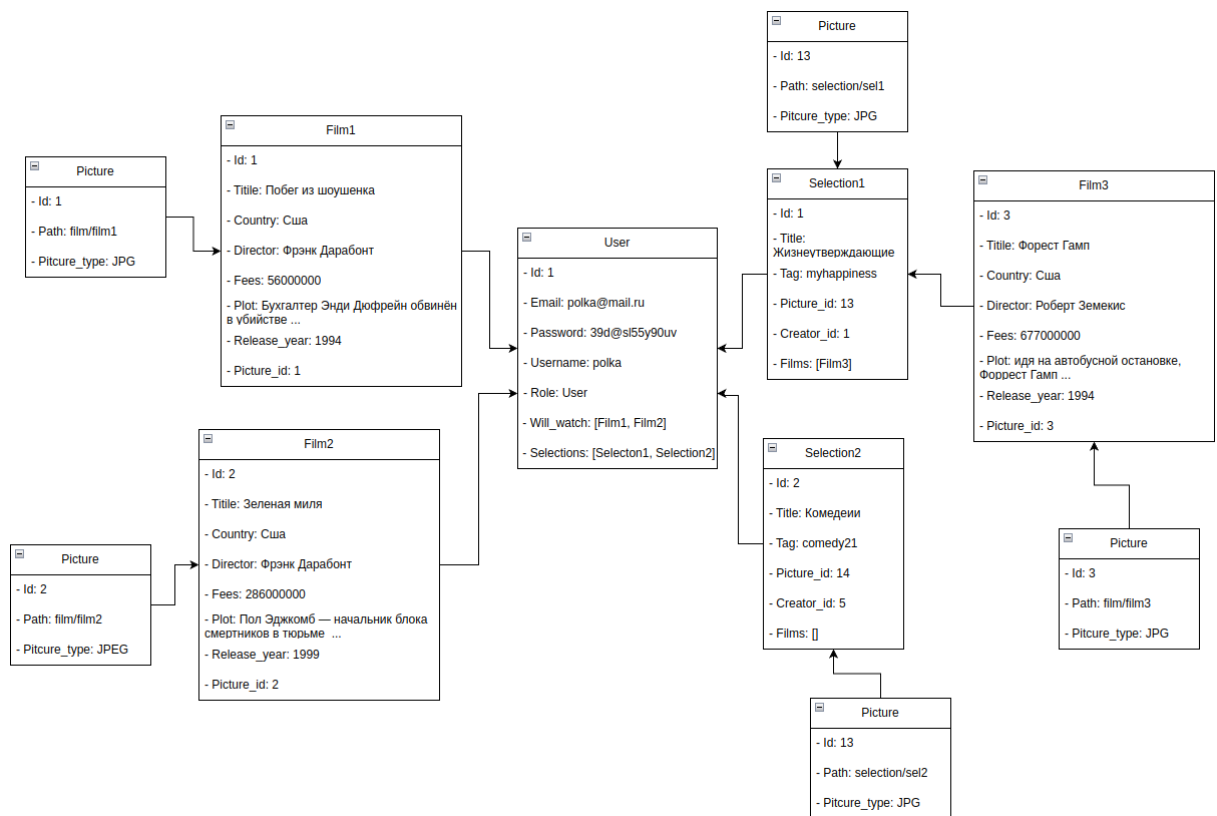 Picture
- Id: 1
- Path: film/film1
- Pitcure_type: JPG
Film1
- Id: 1
- Titile: Побег из шоушенка
- Country: Сша
- Director: Фрэнк Дарабонт
- Fees: 56000000
- Plot: Бухгалтер Энди Дюфрейн обвинён
в убийстве ...
- Release_year: 1994
- Picture_id: 1
Picture
- Id: 2
- Path: film/film2
- Pitcure_type: JPEG
Film2
- Id: 2
- Titile: Зеленая миля
- Country: Сша
- Director: Фрэнк Дарабонт
- Fees: 286000000
- Plot: Пол Эджкомб — начальник блока
смертников в тюрьме ...
- Release_year: 1999
- Picture_id: 2
User
- Id: 1
- Email: polka@mail.ru
- Password: 39d@sl55y90uv
- Username: polka
- Role: User
- Will_watch: [Film1, Film2]
- Selections: [Selecton1, Selection2]
Picture
- Id: 13
- Path: selection/sel1
- Pitcure_type: JPG
Selection1
- Id: 1
- Title:
Жизнеутверждающие
- Tag: myhappiness
- Picture_id: 13
- Creator_id: 1
- Films: [Film3]
Selection2
- Id: 2
- Title: Комедеии
- Tag: comedy21
- Picture_id: 14
- Creator_id: 5
- Films: []
Picture
- Id: 13
- Path: selection/sel2
- Pitcure_type: JPG
Film3
- Id: 3
- Titile: Форест Гамп
- Country: Сша
- Director: Роберт Земекис
- Fees: 677000000
- Plot: идя на автобусной остановке,
Форрест Гамп ...
- Release_year: 1994
- Picture_id: 3
Picture
- Id: 3
- Path: film/film3
- Pitcure_type: JPG